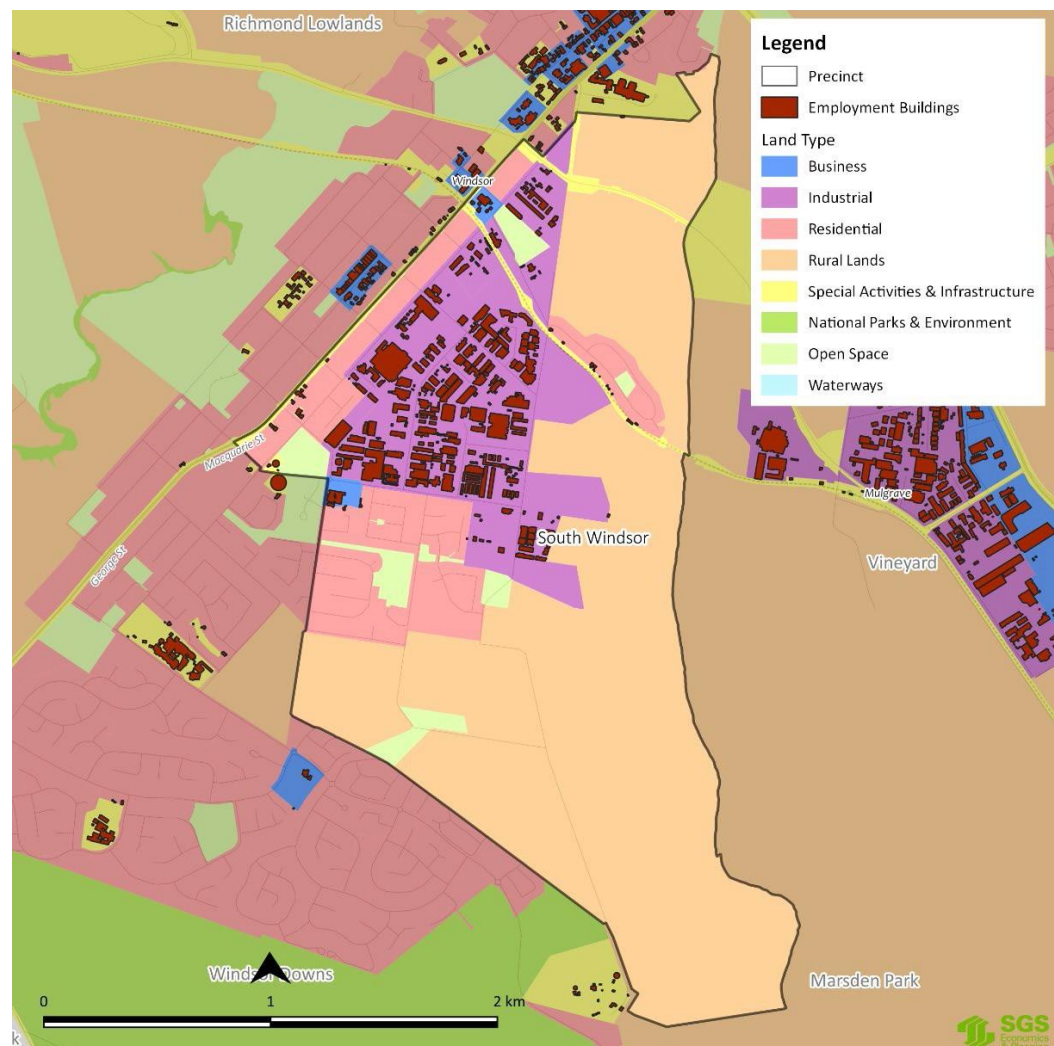 Richmond Lowlands
Legend
Precinct
Employment Buildings
Land Type
Business
Industrial
Residential
Rural Lands
Special Activities & Infrastructure
National Parks & Environment
Open Space
Waterways
Windsor
Macquarie St
George St
South Windsor
Mulgrave
Vineyard
Windsor Downs
Marsden Park
0 1 2 km
k
SGS
Economics
& Planning